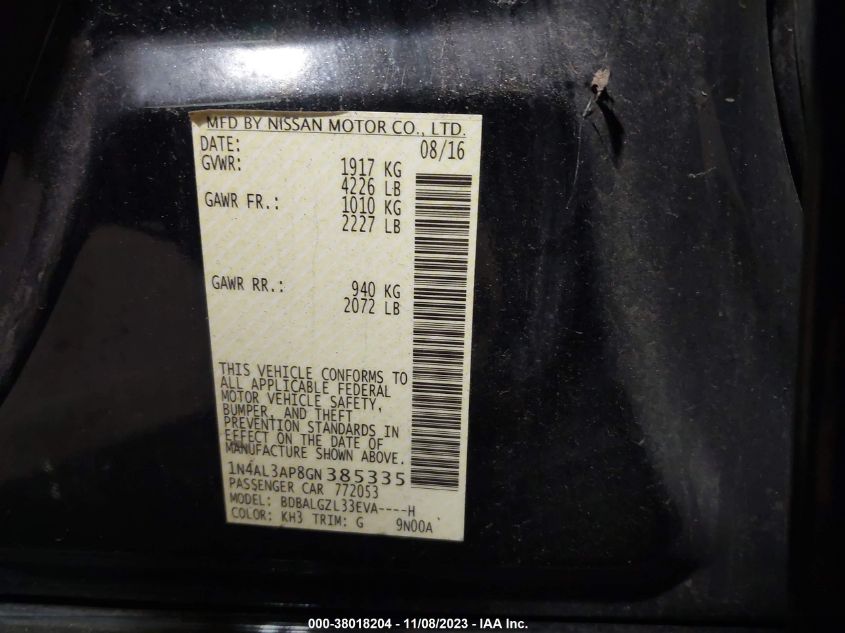 MFD BY NISSAN MOTOR CO., LTD.
DATE: 08/16
GVWR: 1917 KG
4226 LB
GAWR FR.: 1010 KG
2227 LB
GAWR RR.: 940 KG
2072 LB
THIS VEHICLE CONFORMS TO
ALL APPLICABLE FEDERAL
MOTOR VEHICLE SAFETY,
BUMPER, AND THEFT
PREVENTION STANDARDS IN
EFFECT ON THE DATE OF
MANUFACTURE SHOWN ABOVE.
1N4AL3AP8GN385335
PASSENGER CAR 772053
MODEL: BDBALGZL33EVA----H
COLOR: KH3 TRIM: G 9N00A
000-38018204 - 11/08/2023 - IAA Inc.